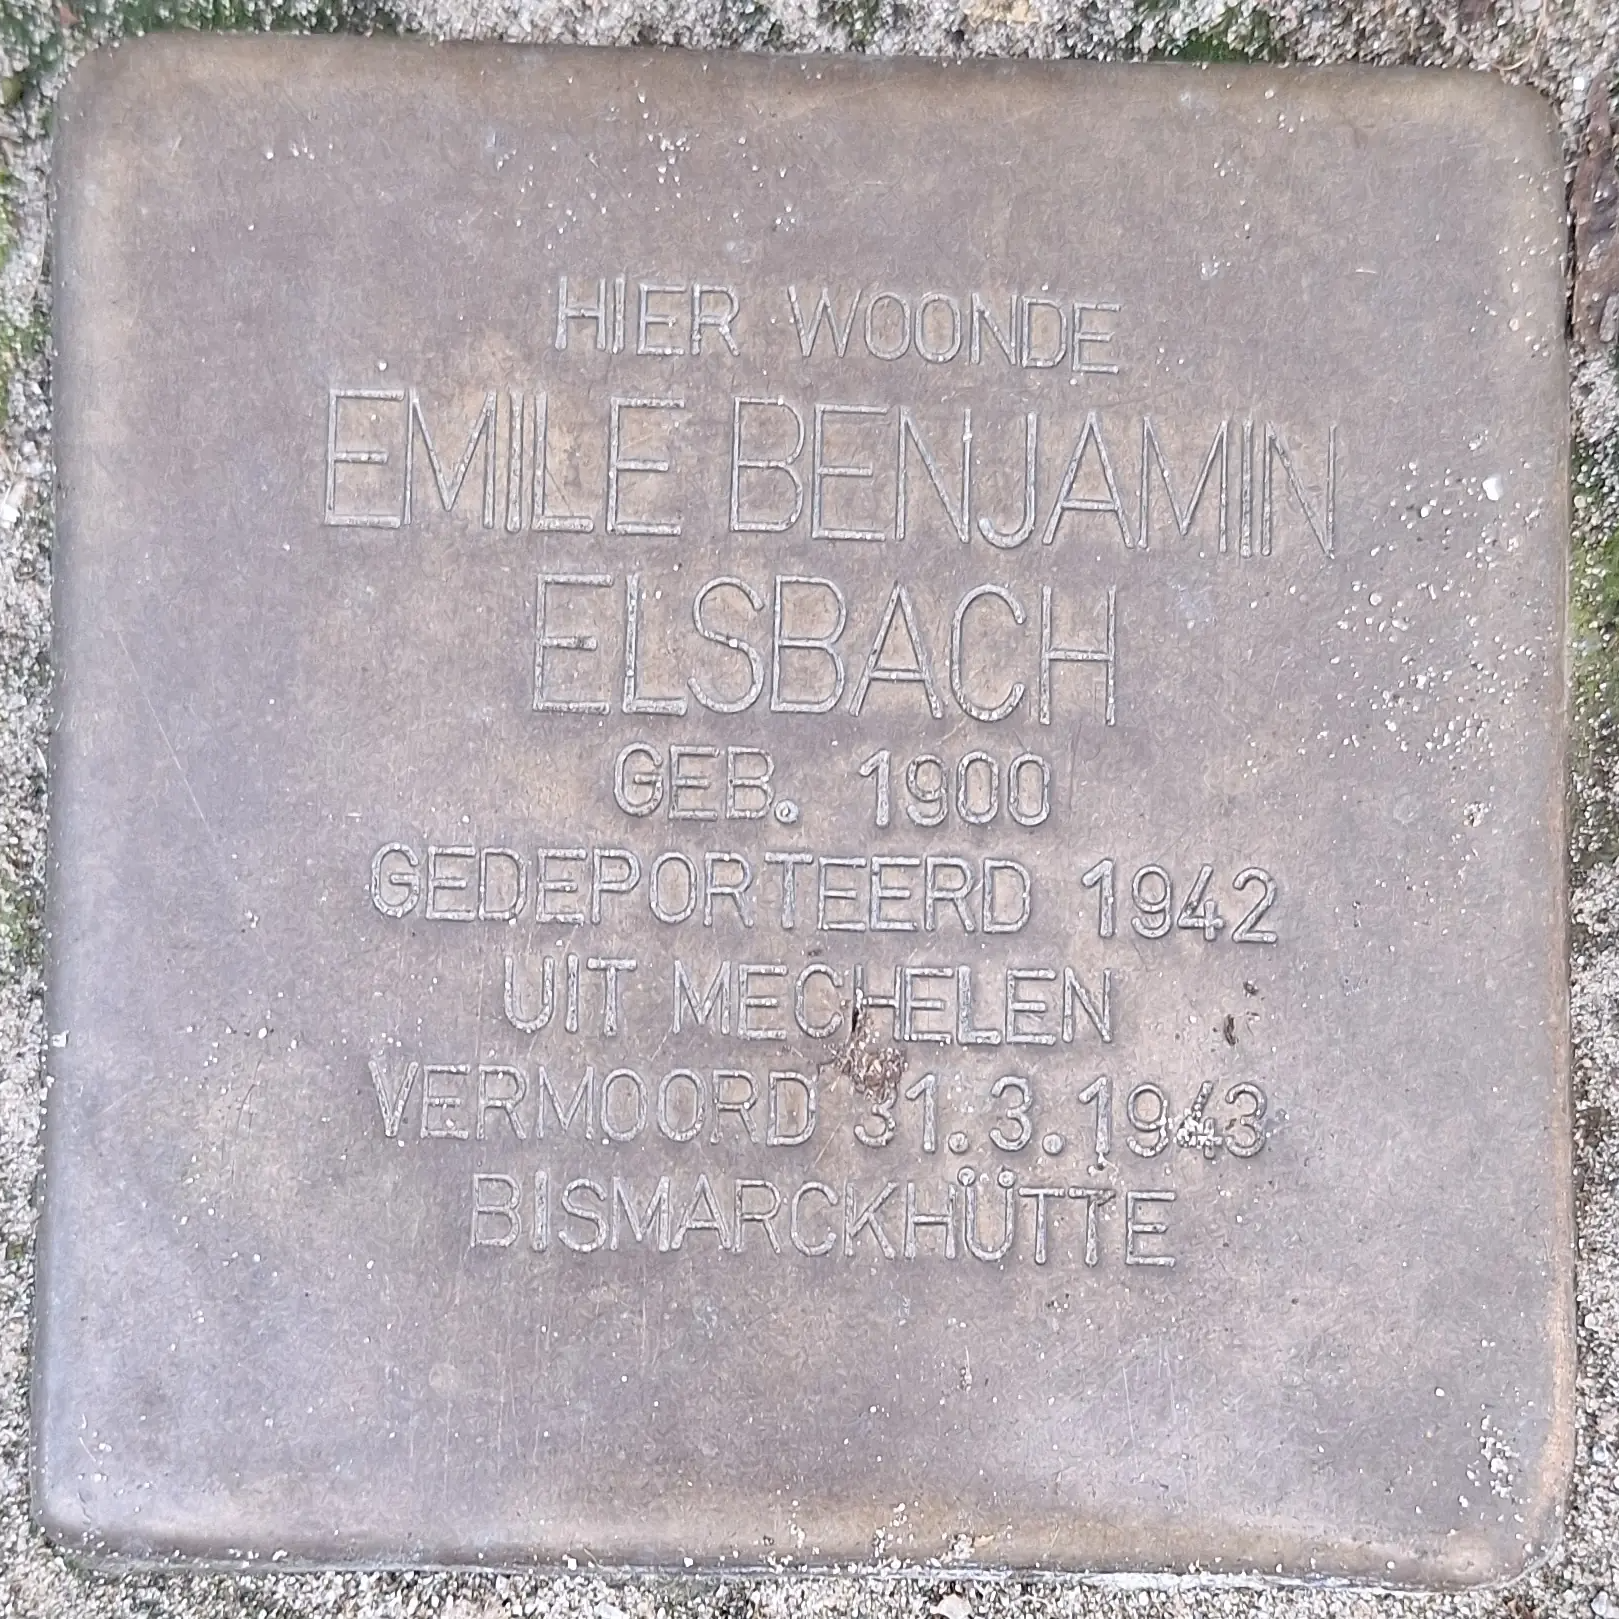 HIER WOONDE
EMILE BENJAMIN
ELSBACH
GEB. 1900
GEDEPORTEERD 1942
UIT MECHELEN
VERMOORD 31.3.1943
BISMARCKHÜTTE